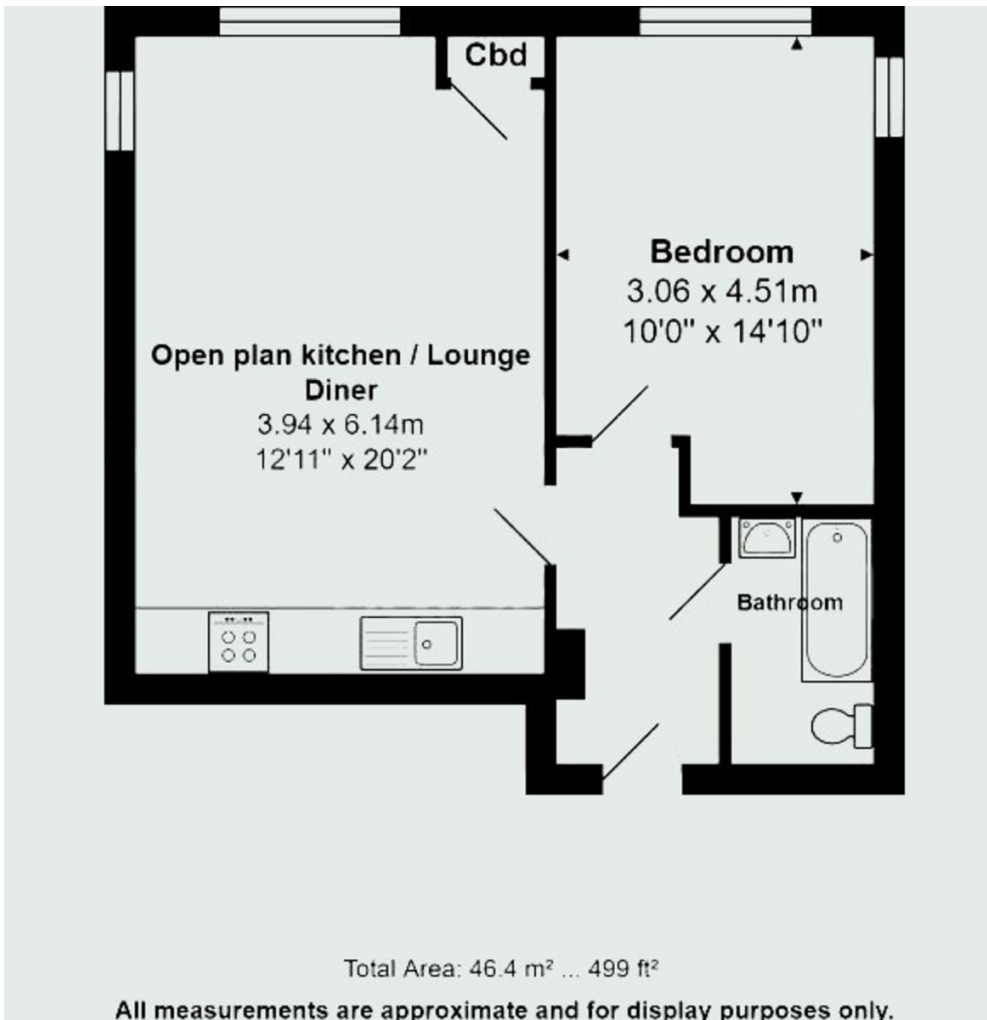 Cbd
Bedroom
3.06 x 4.51m
10'0" x 14'10"
Open plan kitchen / Lounge
Diner
3.94 x 6.14m
12'11" x 20'2"
Bathroom
Total Area: 46.4 m² ... 499 ft²
All measurements are approximate and for display purposes only.